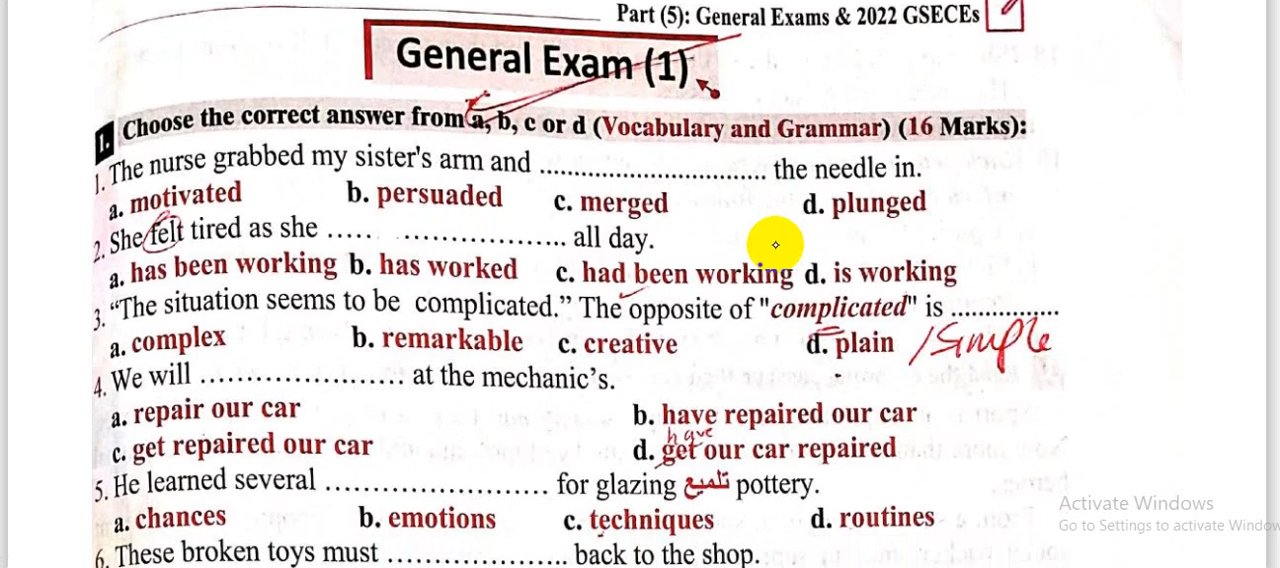 Part (5): General Exams & 2022 GSECEs
General Exam (1)
1. Choose the correct answer from a, b, c or d (Vocabulary and Grammar) (16 Marks):
1. The nurse grabbed my sister's arm and .............................. the needle in.
a. motivated b. persuaded c. merged d. plunged
2. She felt tired as she ...... ...................... all day.
a. has been working b. has worked c. had been working d. is working
3. “The situation seems to be complicated.” The opposite of "complicated" is ...............
a. complex b. remarkable c. creative d. plain / Simple
4. We will ............................ at the mechanic’s.
a. repair our car b. have repaired our car
have
c. get repaired our car d. get our car repaired
5. He learned several .............................. for glazing تلميع pottery.
a. chances b. emotions c. techniques d. routines
6. These broken toys must ........................ back to the shop.
Activate Windows
Go to Settings to activate Window